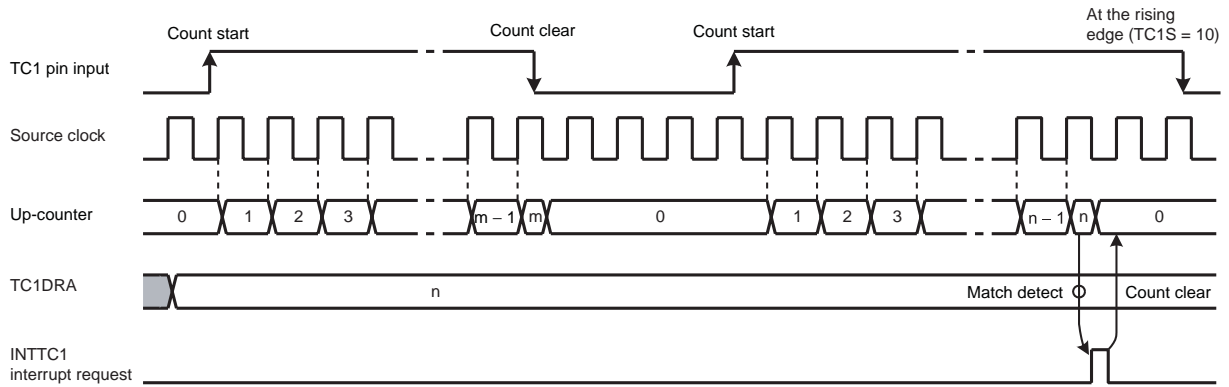 At the rising
edge (TC1S = 10)
Count start Count clear Count start
TC1 pin input
Source clock
Up-counter 0 1 2 3 m – 1 m 0 1 2 3 n – 1 n 0
TC1DRA n Match detect Count clear
INTTC1
interrupt request